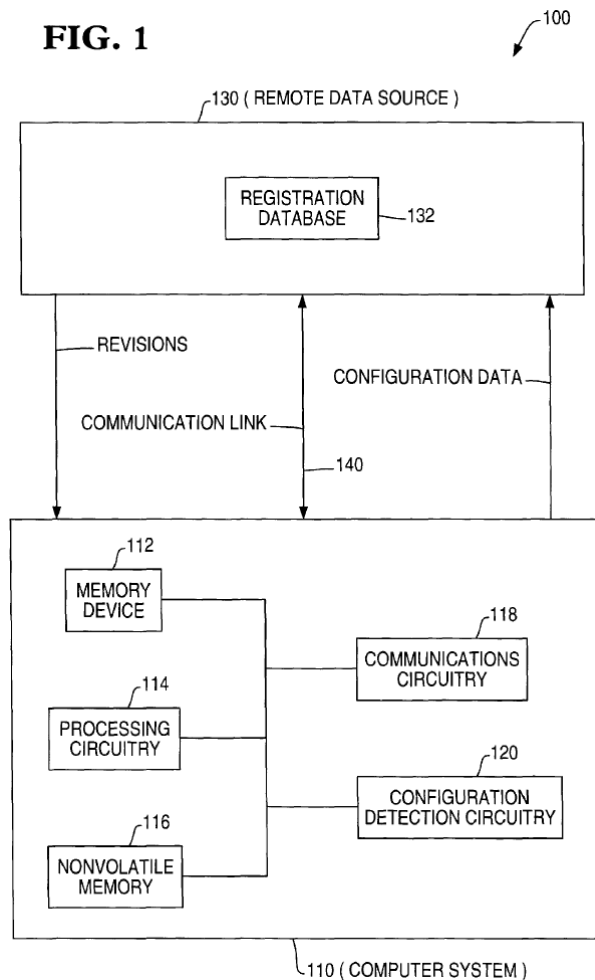 FIG. 1
100
130 ( REMOTE DATA SOURCE )
REGISTRATION
DATABASE
132
REVISIONS
CONFIGURATION DATA
COMMUNICATION LINK
140
112
MEMORY
DEVICE
118
COMMUNICATIONS
CIRCUITRY
114
PROCESSING
CIRCUITRY
120
CONFIGURATION
DETECTION CIRCUITRY
116
NONVOLATILE
MEMORY
110 ( COMPUTER SYSTEM )